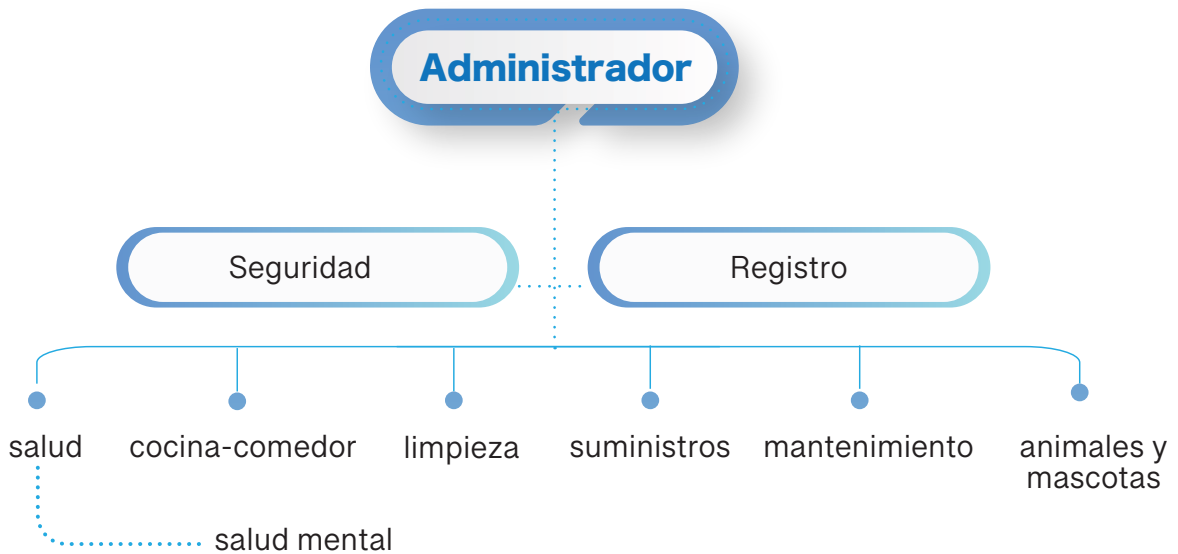 Administrador
Seguridad
Registro
salud
cocina-comedor
limpieza
suministros
mantenimiento
animales y
mascotas
salud mental